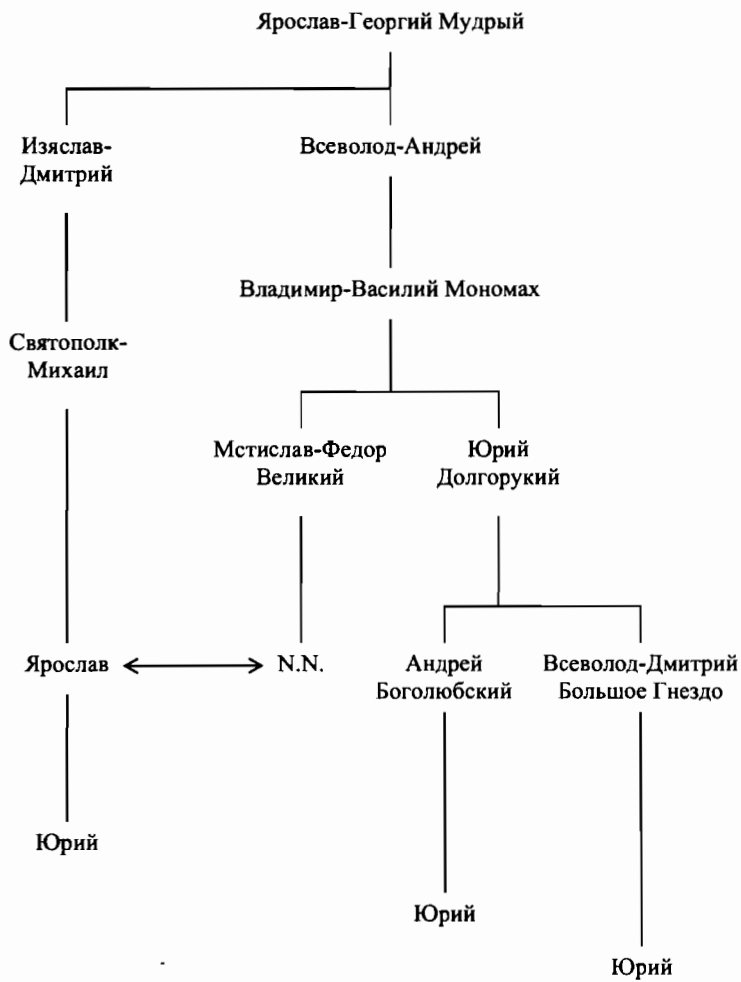 Ярослав-Георгий Мудрый
Изяслав-
Дмитрий
Всеволод-Андрей
Владимир-Василий Мономах
Святополк-
Михаил
Мстислав-Федор
Великий
Юрий
Долгорукий
Ярослав
N.N.
Андрей
Боголюбский
Всеволод-Дмитрий
Большое Гнездо
Юрий
Юрий
Юрий